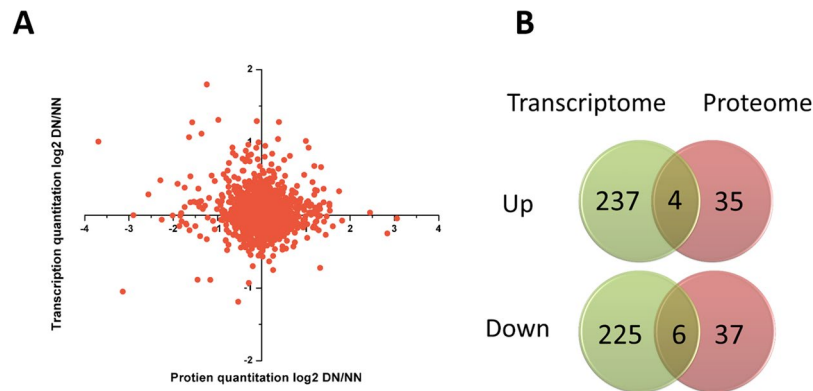 A
B
Transcription quantitation log2 DN/NN
2
1
-4
-3
-2
-1
1
2
3
4
-1
-2
Protien quantitation log2 DN/NN
Transcriptome Proteome
Up 237 4 35
Down 225 6 37